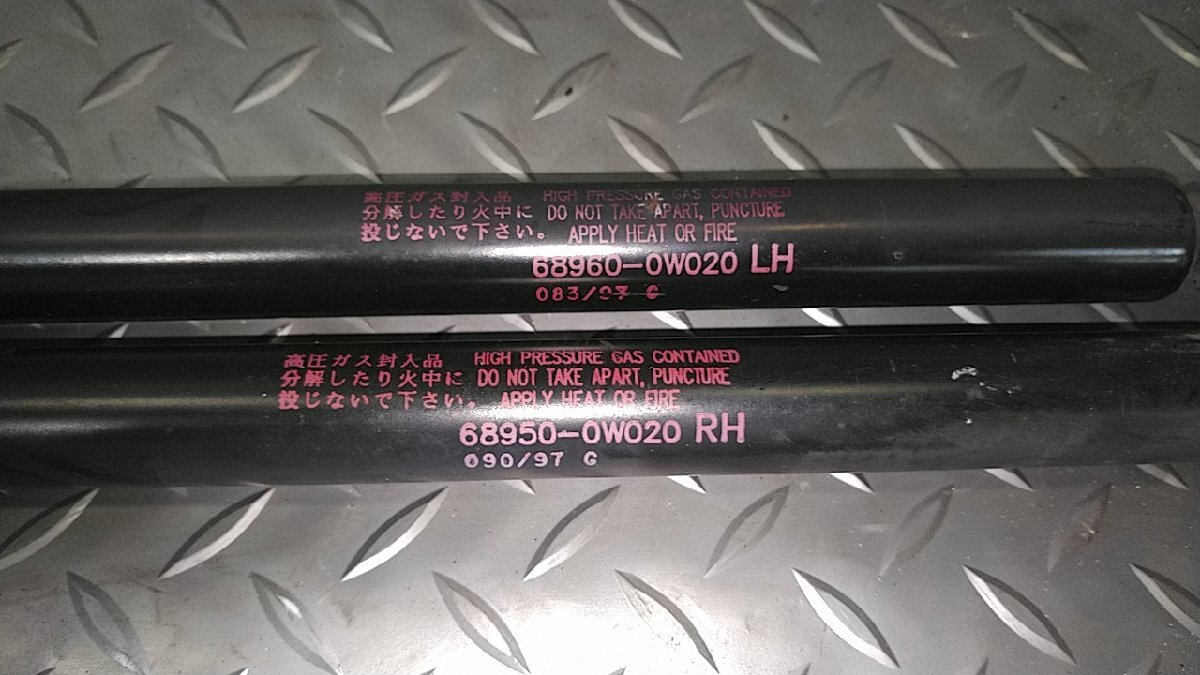 高圧ガス封入品 HIGH PRESSURE GAS CONTAINED
分解したり火中に DO NOT TAKE APART, PUNCTURE
投じないで下さい。 APPLY HEAT OR FIRE
68960-0W020 LH
083/97 G
高圧ガス封入品 HIGH PRESSURE GAS CONTAINED
分解したり火中に DO NOT TAKE APART, PUNCTURE
投じないで下さい。 APPLY HEAT OR FIRE
68950-0W020 RH
090/97 G